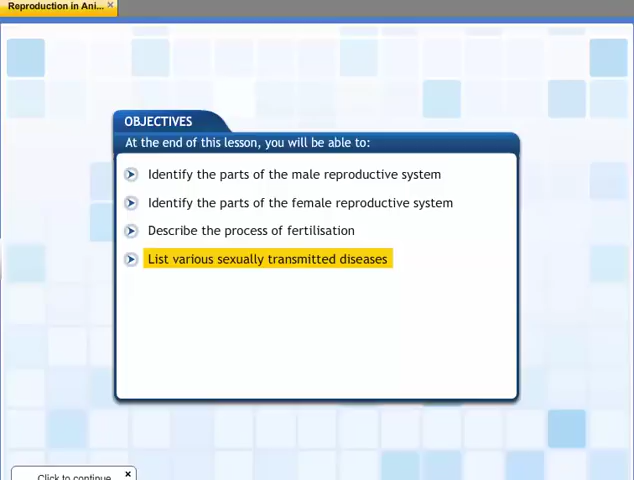 Reproduction in Ani...
OBJECTIVES
At the end of this lesson, you will be able to:
Identify the parts of the male reproductive system
Identify the parts of the female reproductive system
Describe the process of fertilisation
List various sexually transmitted diseases
Click to continue